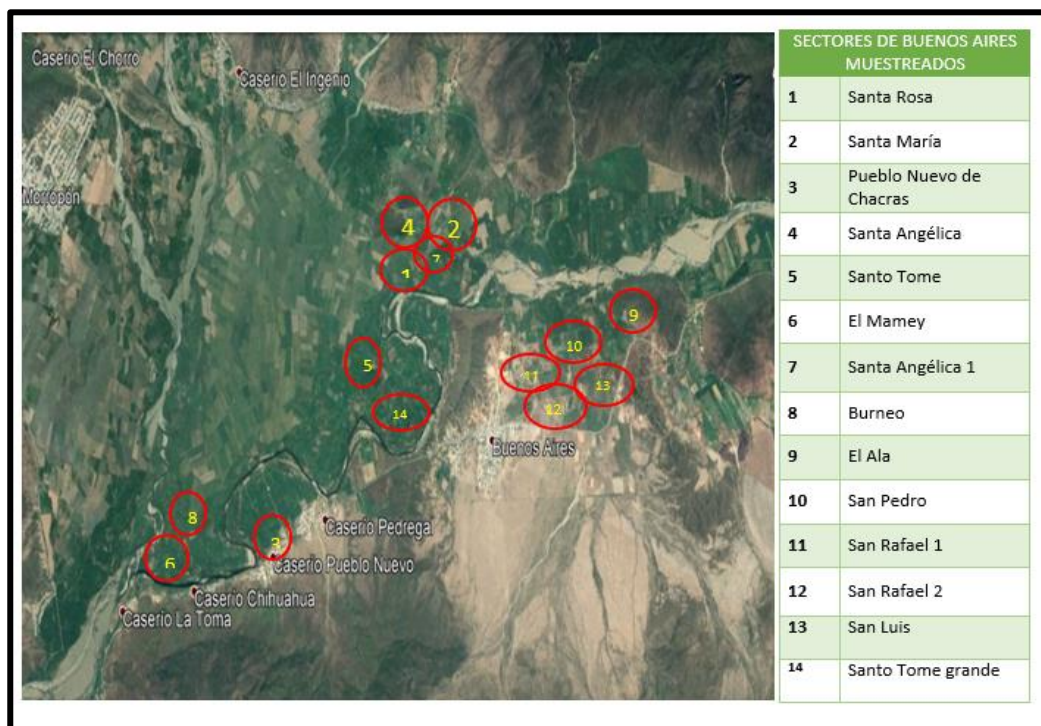 Caserio El Chorro
Caserio El Ingenio
Morropon
4
2
7
1
9
10
5
11
13
14
12
Buenos Aires
8
Caserio Pedregal
3
Caserio Pueblo Nuevo
6
Caserio Chihuahua
Caserio La Toma
SECTORES DE BUENOS AIRES
MUESTREADOS
1 Santa Rosa
2 Santa María
3 Pueblo Nuevo de
Chacras
4 Santa Angélica
5 Santo Tome
6 El Mamey
7 Santa Angélica 1
8 Burneo
9 El Ala
10 San Pedro
11 San Rafael 1
12 San Rafael 2
13 San Luis
14 Santo Tome grande